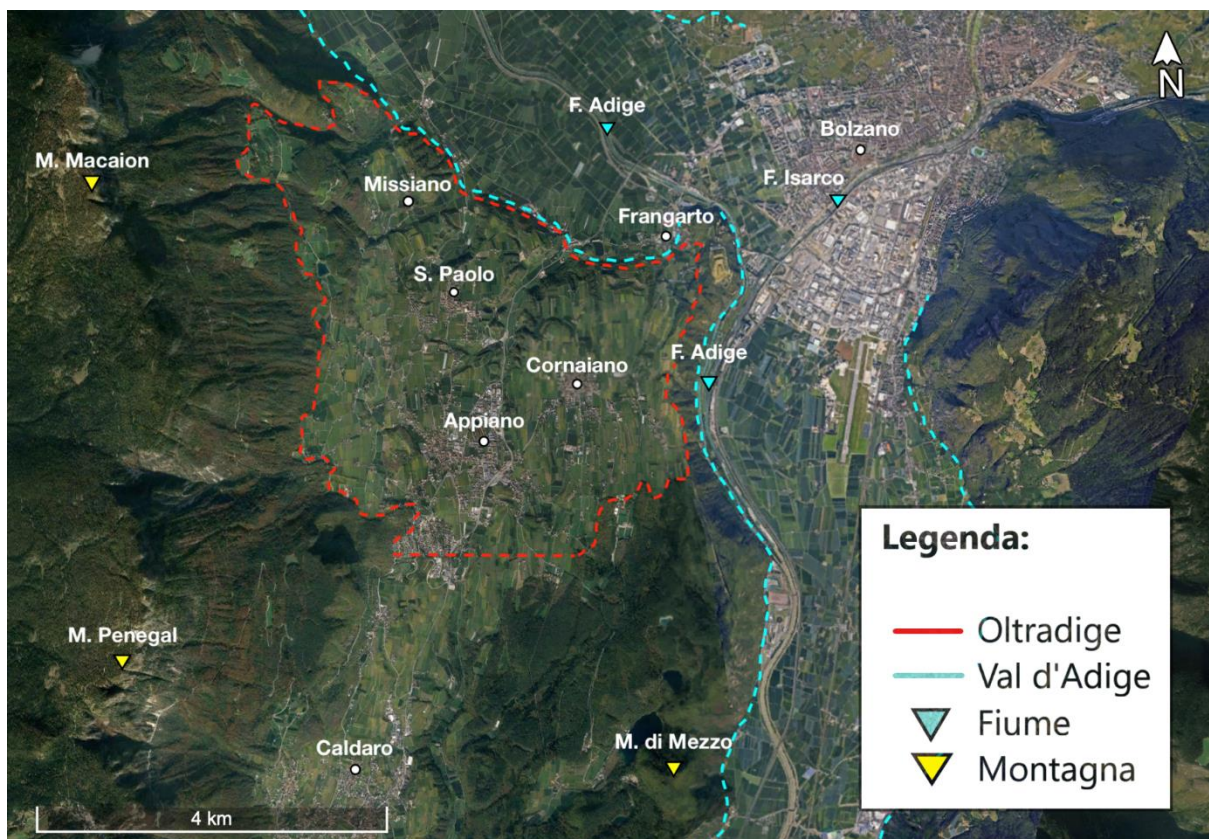 N
F. Adige
Bolzano
M. Macaion
Missiano
F. Isarco
Frangarto
S. Paolo
F. Adige
Cornaiano
Appiano
Legenda:
Oltradige
Val d'Adige
Fiume
Montagna
M. Penegal
M. di Mezzo
Caldaro
4 km